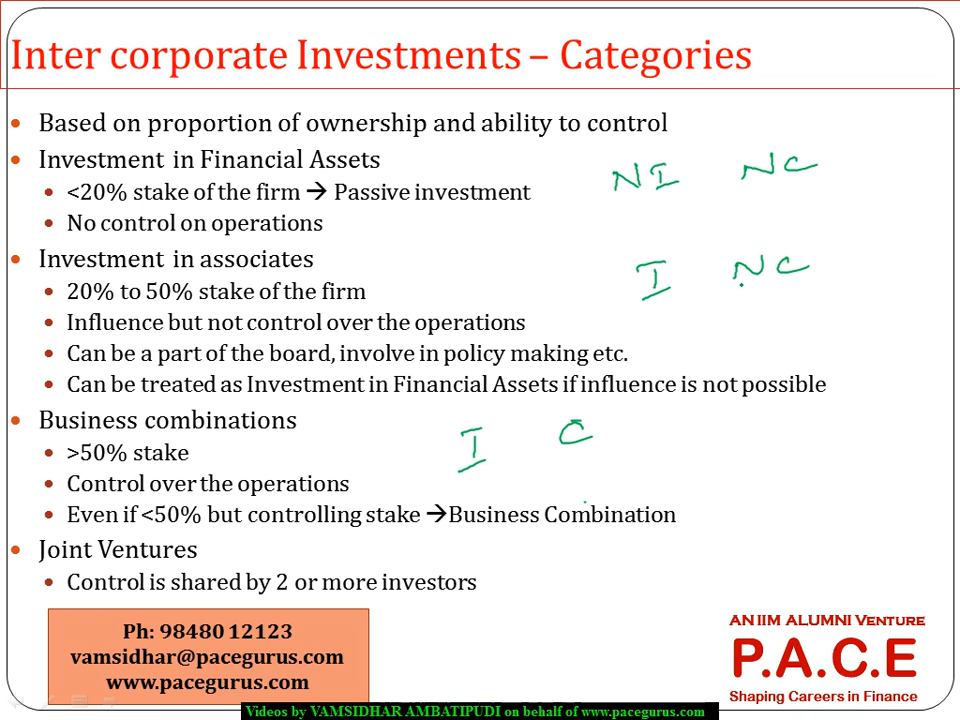 Inter corporate Investments – Categories
• Based on proportion of ownership and ability to control
• Investment in Financial Assets
NI NC
• <20% stake of the firm → Passive investment
• No control on operations
• Investment in associates
I NC
• 20% to 50% stake of the firm
• Influence but not control over the operations
• Can be a part of the board, involve in policy making etc.
• Can be treated as Investment in Financial Assets if influence is not possible
• Business combinations
I C
• >50% stake
• Control over the operations
• Even if <50% but controlling stake →Business Combination
• Joint Ventures
• Control is shared by 2 or more investors
Ph: 98480 12123
vamsidhar@pacegurus.com
www.pacegurus.com
AN IIM ALUMNI VENTURE
P.A.C.E
Shaping Careers in Finance
Videos by VAMSIDHAR AMBATIPUDI on behalf of www.pacegurus.com